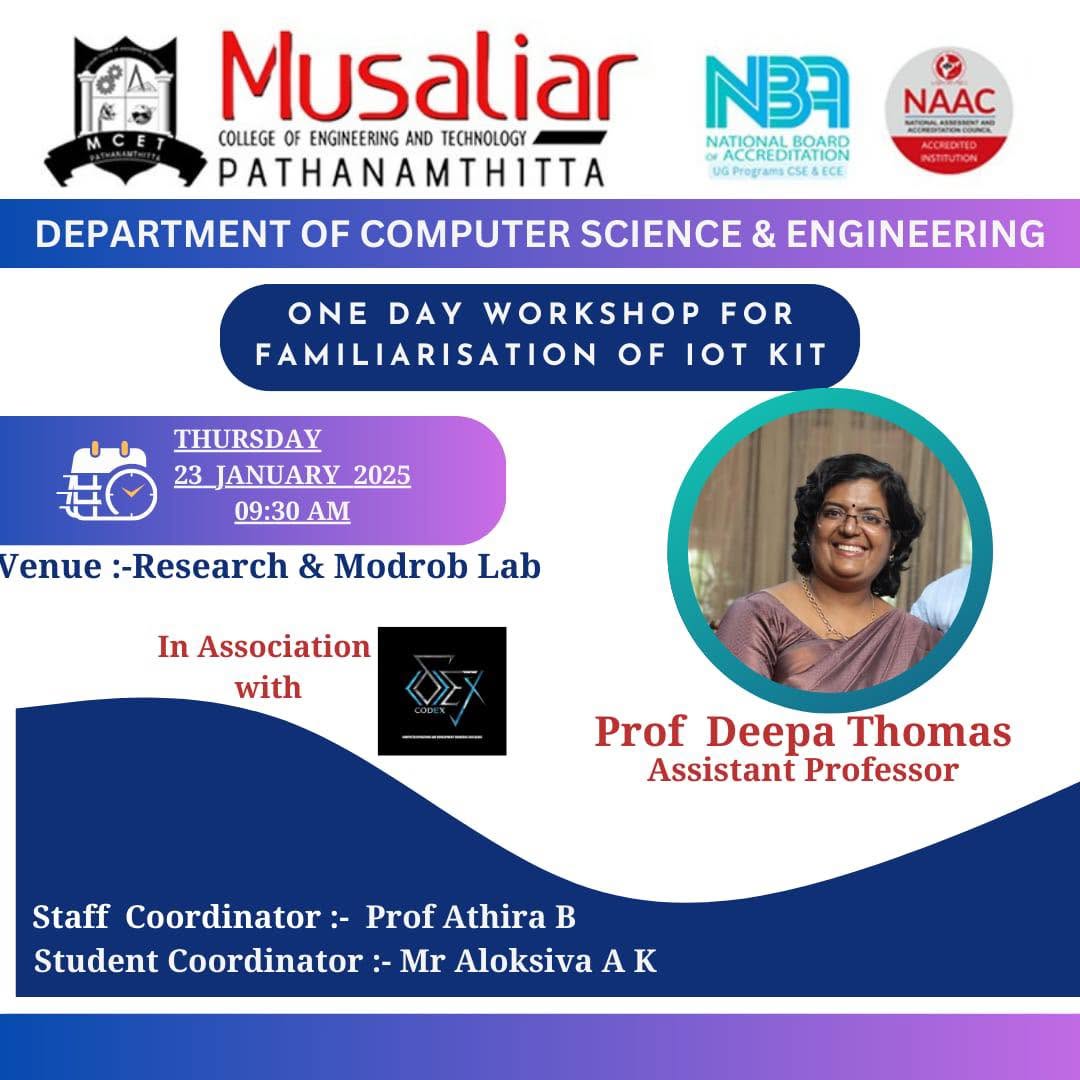 MCET
PATHANAMTHITTA
Musaliar
COLLEGE OF ENGINEERING AND TECHNOLOGY
PATHANAMTH1TTA
NBA
NATIONAL BOARD
OF ACCREDITATION
UG Programs CSE & ECE
NAAC
NATIONAL ASSESSMENT AND
ACCREDITATION COUNCIL
ACCREDITED
INSTITUTION
DEPARTMENT OF COMPUTER SCIENCE & ENGINEERING
ONE DAY WORKSHOP FOR
FAMILIARISATION OF IOT KIT
THURSDAY
23 JANUARY 2025
09:30 AM
Venue :-Research & Modrob Lab
In Association
with
CODEX
CODEX
Prof Deepa Thomas
Assistant Professor
Staff Coordinator :- Prof Athira B
Student Coordinator :- Mr Aloksiva A K